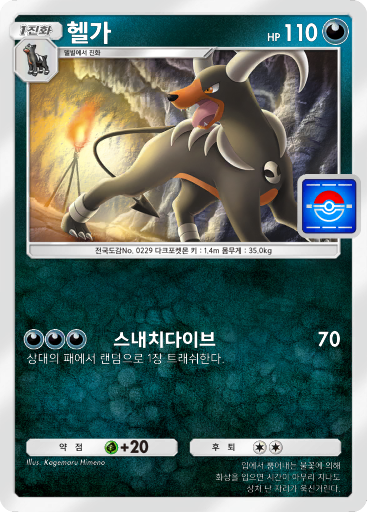 1진화
헬가
HP 110
델빌에서 진화
전국도감No. 0229 다크포켓몬 키 : 1.4m 몸무게 : 35.0kg
스내치다이브 70
상대의 패에서 랜덤으로 1장 트래쉬한다.
약점 +20
후퇴
Illus. Kagemaru Himeno
입에서 뿜어내는 불꽃에 의해
화상을 입으면 시간이 아무리 지나도
상처 난 자리가 욱신거린다.